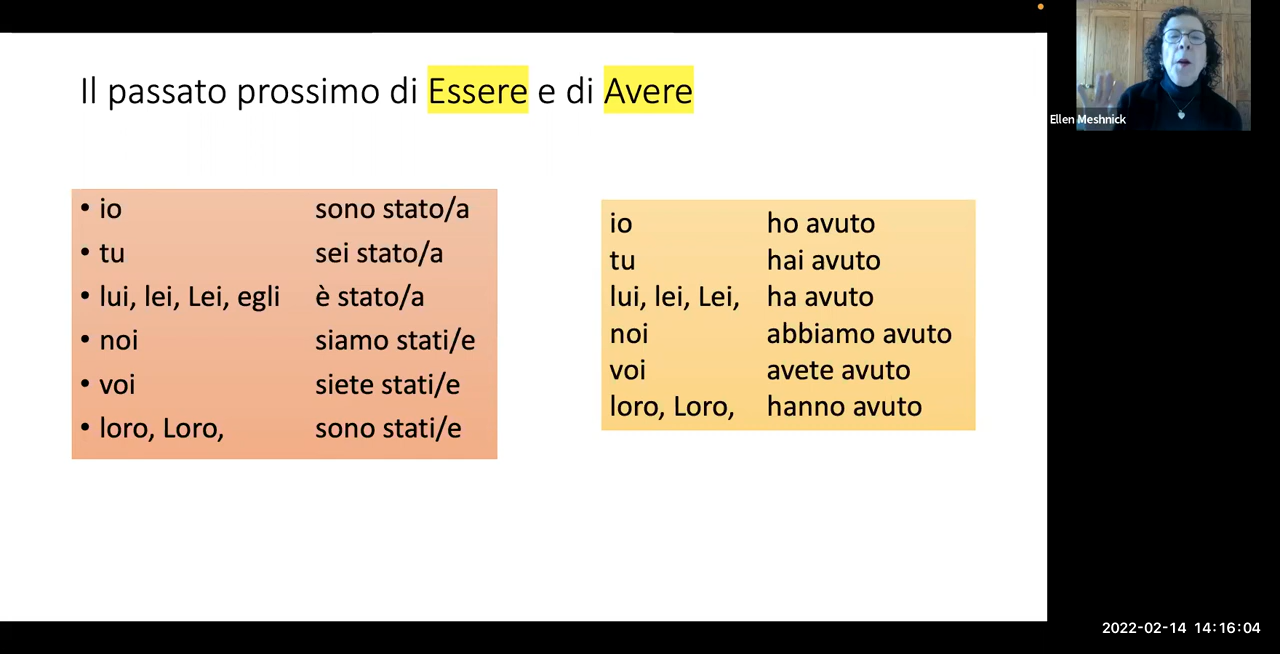 Il passato prossimo di Essere e di Avere
• io sono stato/a
• tu sei stato/a
• lui, lei, Lei, egli è stato/a
• noi siamo stati/e
• voi siete stati/e
• loro, Loro, sono stati/e
io ho avuto
tu hai avuto
lui, lei, Lei, ha avuto
noi abbiamo avuto
voi avete avuto
loro, Loro, hanno avuto
Ellen Meshnick
2022-02-14 14:16:04